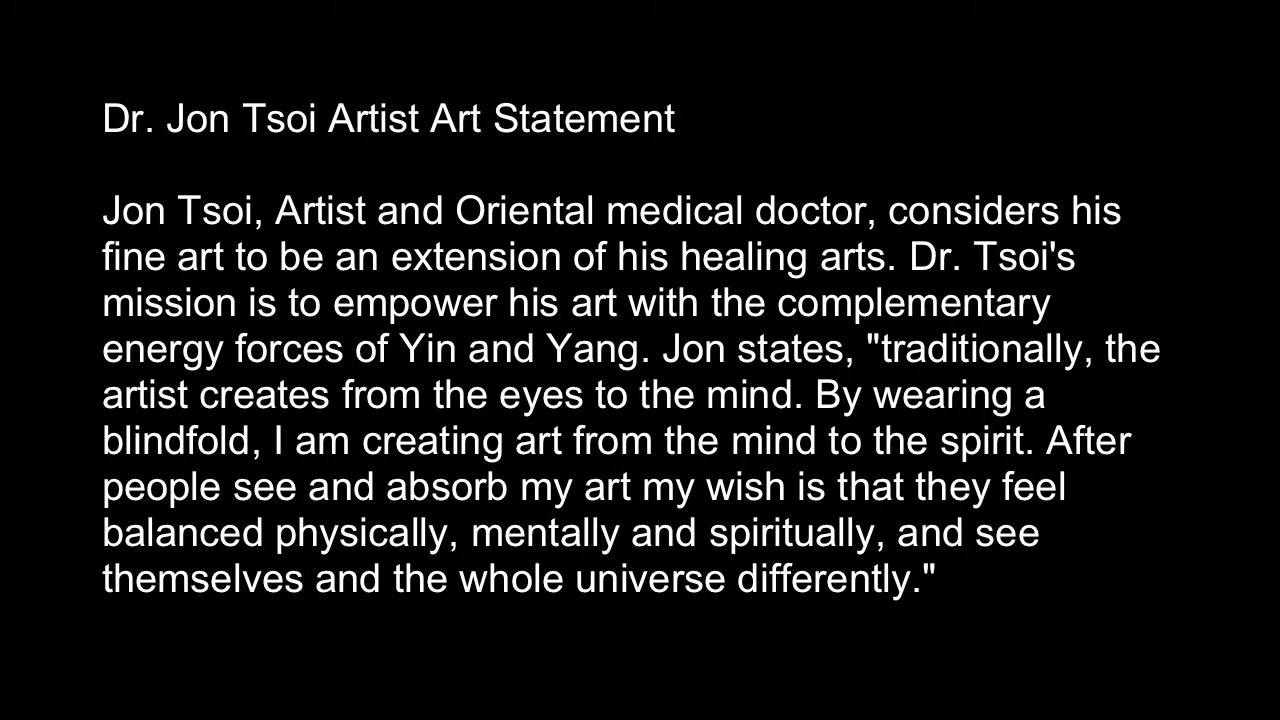 Dr. Jon Tsoi Artist Art Statement
Jon Tsoi, Artist and Oriental medical doctor, considers his
fine art to be an extension of his healing arts. Dr. Tsoi's
mission is to empower his art with the complementary
energy forces of Yin and Yang. Jon states, "traditionally, the
artist creates from the eyes to the mind. By wearing a
blindfold, I am creating art from the mind to the spirit. After
people see and absorb my art my wish is that they feel
balanced physically, mentally and spiritually, and see
themselves and the whole universe differently."